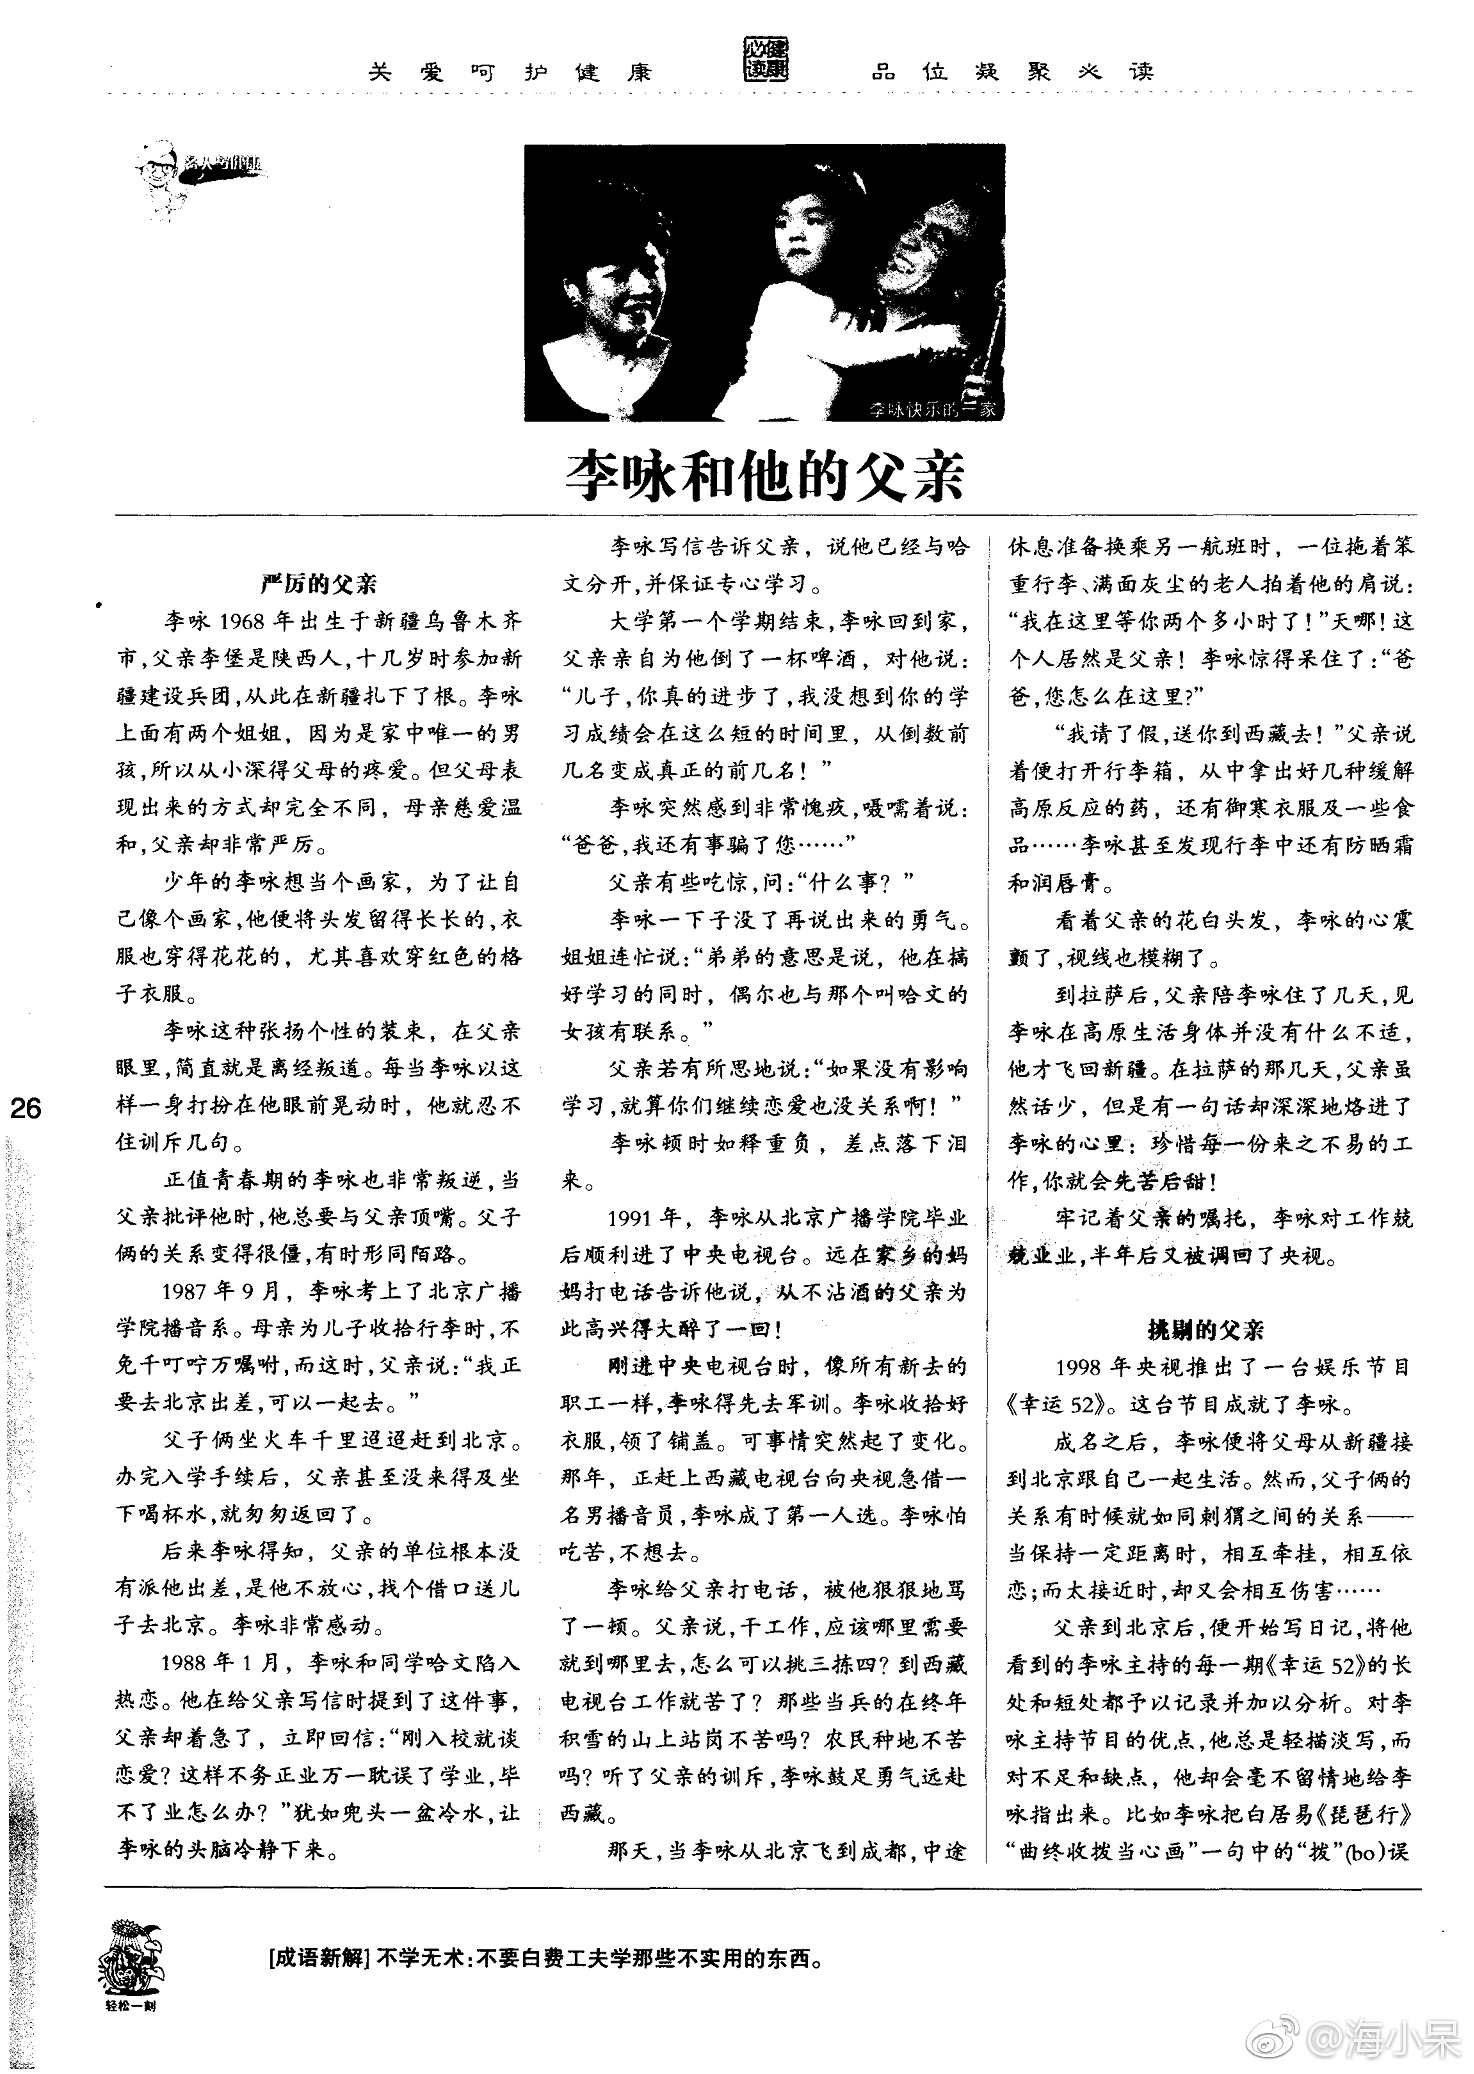 关爱呵护健康
健康
必读
品位凝聚必读
名人与健康
李咏快乐的一家
李咏和他的父亲
严厉的父亲
李咏 1968 年出生于新疆乌鲁木齐
市,父亲李堡是陕西人,十几岁时参加新
疆建设兵团,从此在新疆扎下了根。李咏
上面有两个姐姐，因为是家中唯一的男
孩,所以从小深得父母的疼爱。但父母表
现出来的方式却完全不同，母亲慈爱温
和,父亲却非常严厉。
少年的李咏想当个画家，为了让自
己像个画家,他便将头发留得长长的,衣
服也穿得花花的，尤其喜欢穿红色的格
子衣服。
李咏这种张扬个性的装束，在父亲
眼里,简直就是离经叛道。每当李咏以这
样一身打扮在他眼前晃动时，他就忍不
住训斥几句。
正值青春期的李咏也非常叛逆,当
父亲批评他时,他总要与父亲顶嘴。父子
俩的关系变得很僵,有时形同陌路。
1987 年 9 月，李咏考上了北京广播
学院播音系。母亲为儿子收拾行李时,不
免千叮咛万嘱咐,而这时,父亲说:“我正
要去北京出差,可以一起去。”
父子俩坐火车千里迢迢赶到北京。
办完入学手续后，父亲甚至没来得及坐
下喝杯水,就匆匆返回了。
后来李咏得知，父亲的单位根本没
有派他出差,是他不放心,找个借口送儿
子去北京。李咏非常感动。
1988 年 1 月，李咏和同学哈文陷入
热恋。他在给父亲写信时提到了这件事,
父亲却着急了，立即回信:“刚入校就谈
恋爱？这样不务正业万一耽误了学业,毕
不了业怎么办？”犹如兜头一盆冷水,让
李咏的头脑冷静下来。
李咏写信告诉父亲，说他已经与哈
文分开,并保证专心学习。
大学第一个学期结束,李咏回到家,
父亲亲自为他倒了一杯啤酒，对他说:
“儿子,你真的进步了,我没想到你的学
习成绩会在这么短的时间里，从倒数前
几名变成真正的前几名！”
李咏突然感到非常愧疚,嗫嚅着说:
“爸爸,我还有事骗了您……”
父亲有些吃惊,问:“什么事？”
李咏一下子没了再说出来的勇气。
姐姐连忙说:“弟弟的意思是说，他在搞
好学习的同时，偶尔也与那个叫哈文的
女孩有联系。”
父亲若有所思地说:“如果没有影响
学习,就算你们继续恋爱也没关系啊！”
李咏顿时如释重负，差点落下泪
来。
1991 年，李咏从北京广播学院毕业
后顺利进了中央电视台。远在家乡的妈
妈打电话告诉他说，从不沾酒的父亲为
此高兴得大醉了一回！
刚进中央电视台时，像所有新去的
职工一样,李咏得先去军训。李咏收拾好
衣服,领了铺盖。可事情突然起了变化。
那年，正赶上西藏电视台向央视急借一
名男播音员,李咏成了第一人选。李咏怕
吃苦,不想去。
李咏给父亲打电话，被他狠狠地骂
了一顿。父亲说,干工作,应该哪里需要
就到哪里去,怎么可以挑三拣四？到西藏
电视台工作就苦了？那些当兵的在终年
积雪的山上站岗不苦吗？农民种地不苦
吗？听了父亲的训斥,李咏鼓足勇气远赴
西藏。
那天,当李咏从北京飞到成都,中途
休息准备换乘另一航班时，一位拖着笨
重行李、满面灰尘的老人拍着他的肩说:
“我在这里等你两个多小时了！”天哪！这
个人居然是父亲！李咏惊得呆住了:“爸
爸,您怎么在这里?”
“我请了假,送你到西藏去！”父亲说
着便打开行李箱，从中拿出好几种缓解
高原反应的药，还有御寒衣服及一些食
品……李咏甚至发现行李中还有防晒霜
和润唇膏。
看着父亲的花白头发，李咏的心震
颤了,视线也模糊了。
到拉萨后,父亲陪李咏住了几天,见
李咏在高原生活身体并没有什么不适,
他才飞回新疆。在拉萨的那几天,父亲虽
然话少，但是有一句话却深深地烙进了
李咏的心里：珍惜每一份来之不易的工
作,你就会先苦后甜！
牢记着父亲的嘱托，李咏对工作兢
兢业业,半年后又被调回了央视。
挑剔的父亲
1998 年央视推出了一台娱乐节目
《幸运 52》。这台节目成就了李咏。
成名之后，李咏便将父母从新疆接
到北京跟自己一起生活。然而,父子俩的
关系有时候就如同刺猬之间的关系——
当保持一定距离时，相互牵挂，相互依
恋;而太接近时,却又会相互伤害……
父亲到北京后,便开始写日记,将他
看到的李咏主持的每一期《幸运 52》的长
处和短处都予以记录并加以分析。对李
咏主持节目的优点,他总是轻描淡写,而
对不足和缺点，他却会毫不留情地给李
咏指出来。比如李咏把白居易《琵琶行》
“曲终收拨当心画”一句中的“拨”(bo)误
26
轻松一刻
[成语新解] 不学无术:不要白费工夫学那些不实用的东西。
@海小呆